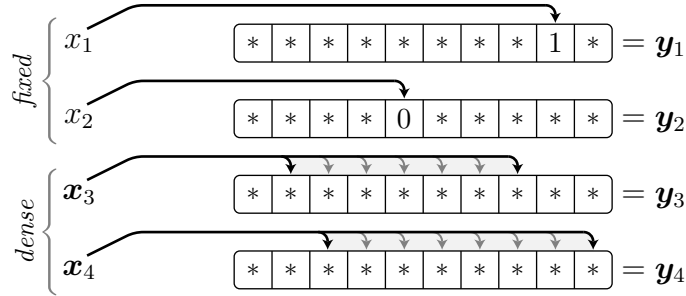 fixed
x₁ * * * * * * * * 1 * = y₁
x₂ * * * * 0 * * * * * = y₂
dense
x₃ * * * * * * * * * * = y₃
x₄ * * * * * * * * * * = y₄